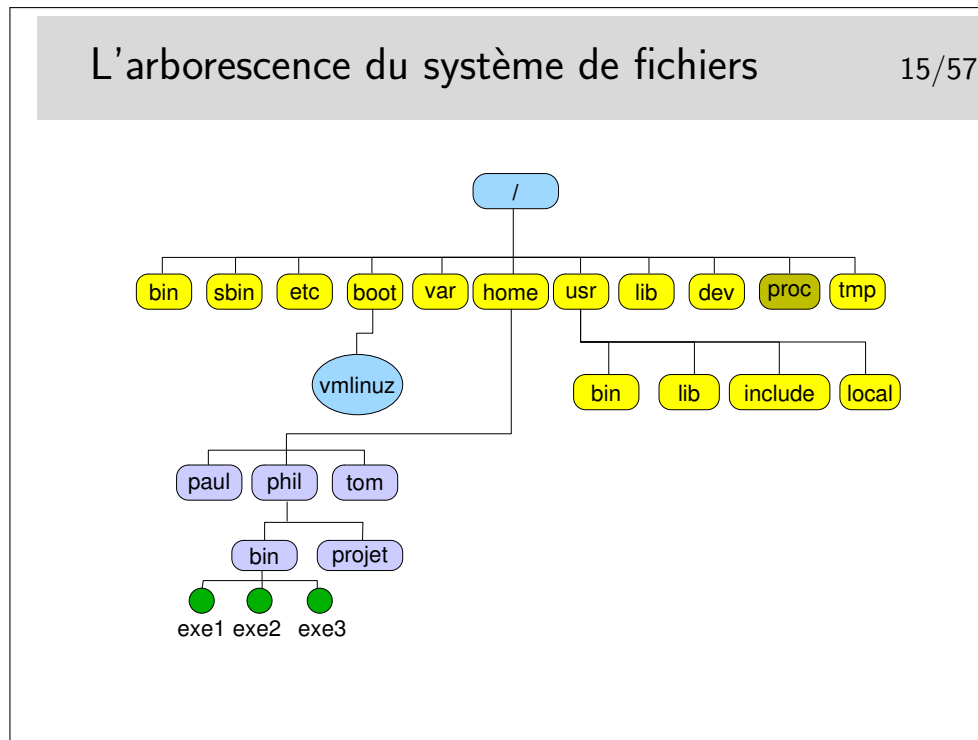 L'arborescence du système de fichiers 15/57
/
bin sbin etc boot var home usr lib dev proc tmp
vmlinuz
bin lib include local
paul phil tom
bin projet
exe1 exe2 exe3